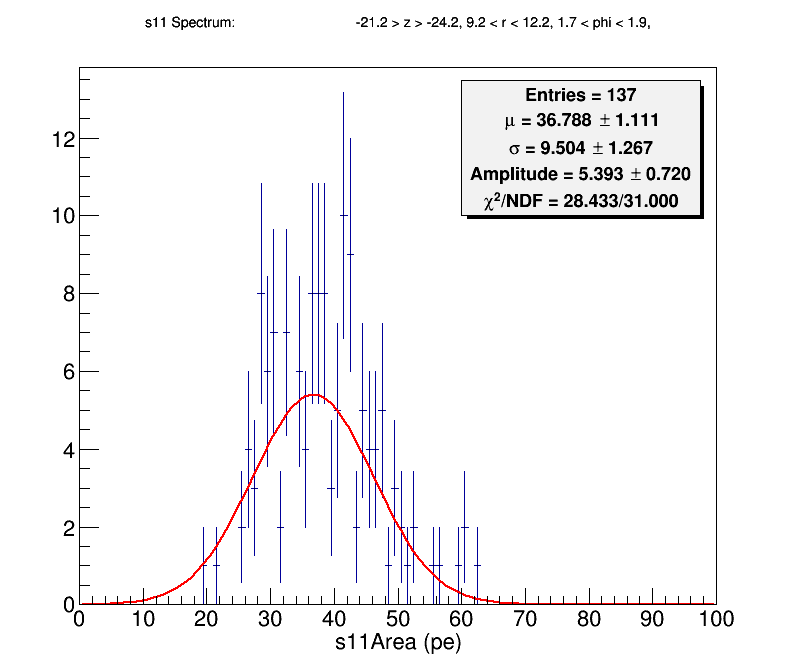 s11 Spectrum: -21.2 > z > -24.2, 9.2 < r < 12.2, 1.7 < phi < 1.9,
Entries = 137
μ = 36.788 ± 1.111
σ = 9.504 ± 1.267
Amplitude = 5.393 ± 0.720
χ²/NDF = 28.433/31.000
12
10
8
6
4
2
0
0 10 20 30 40 50 60 70 80 90 100
s11Area (pe)